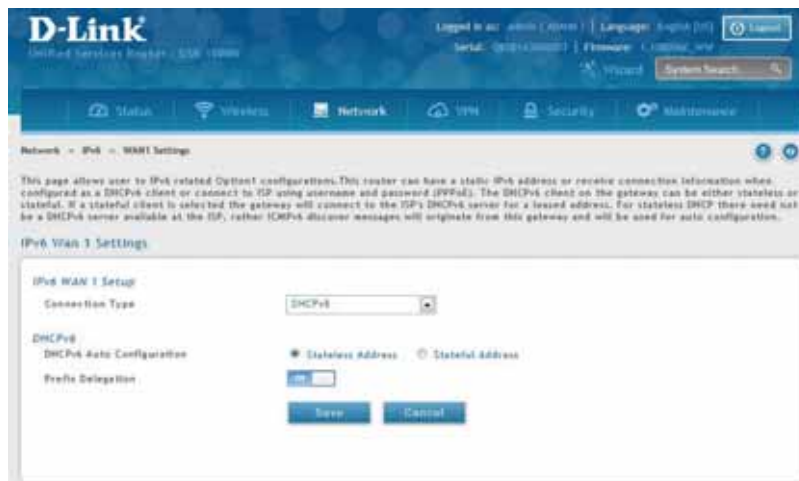 D-Link
Logged in as: admin ( ADMIN ) | Language: English [US]
Logout
Unified Services Router -
Serial: | Firmware:
Wizard
System Search...
Status
Wireless
Network
VPN
Security
Maintenance
Network » IPv6 » WAN1 Settings
This page allows user to IPv6 related Option1 configurations.This router can have a static IPv6 address or receive connection information when
configured as a DHCPv6 client or connect to ISP using username and password (PPPoE). The DHCPv6 client on the gateway can be either stateless or
stateful. If a stateful client is selected the gateway will connect to the ISP's DHCPv6 server for a leased address. For stateless DHCP there need not
be a DHCPv6 server available at the ISP, rather ICMPv6 discover messages will originate from this gateway and will be used for auto configuration.
IPv6 Wan 1 Settings
IPv6 WAN 1 Setup
Connection Type
DHCPv6
DHCPv6
DHCPv6 Auto Configuration
Stateless Address
Stateful Address
Prefix Delegation
Save
Cancel